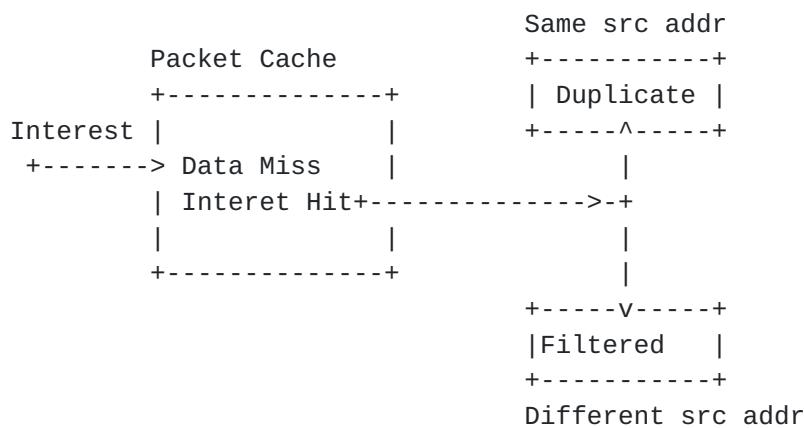 Same src addr
Packet Cache             +-----------+
+--------------+        | Duplicate |
Interest |              |        +-----^-----+
+-------> Data Miss    |              |
| Interet Hit+-------------->-+
|              |              |
+--------------+              |
+-----v-----+
|Filtered   |
+-----------+
Different src addr